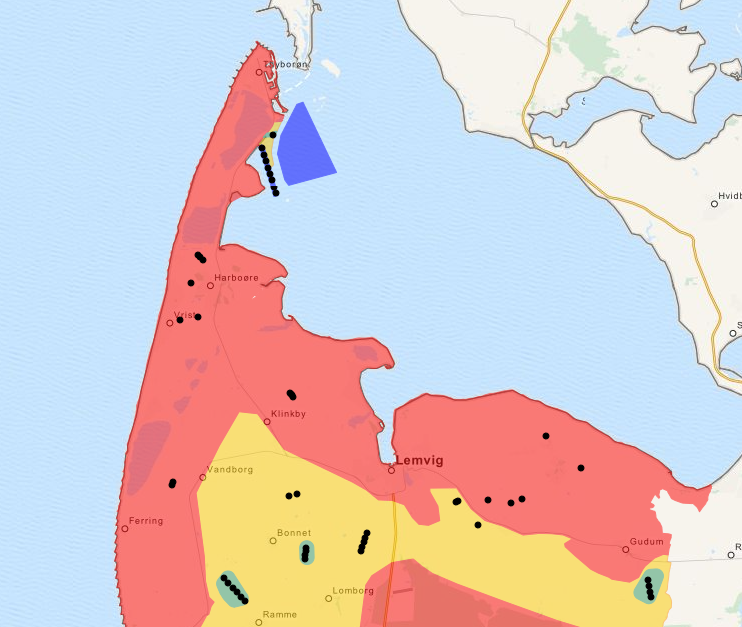 Thyborøn
Hvidb
Harboøre
Vrist
S
Klinkby
Lemvig
Vandborg
Ferring
Bonnet
Gudum
R
Lomborg
Ramme